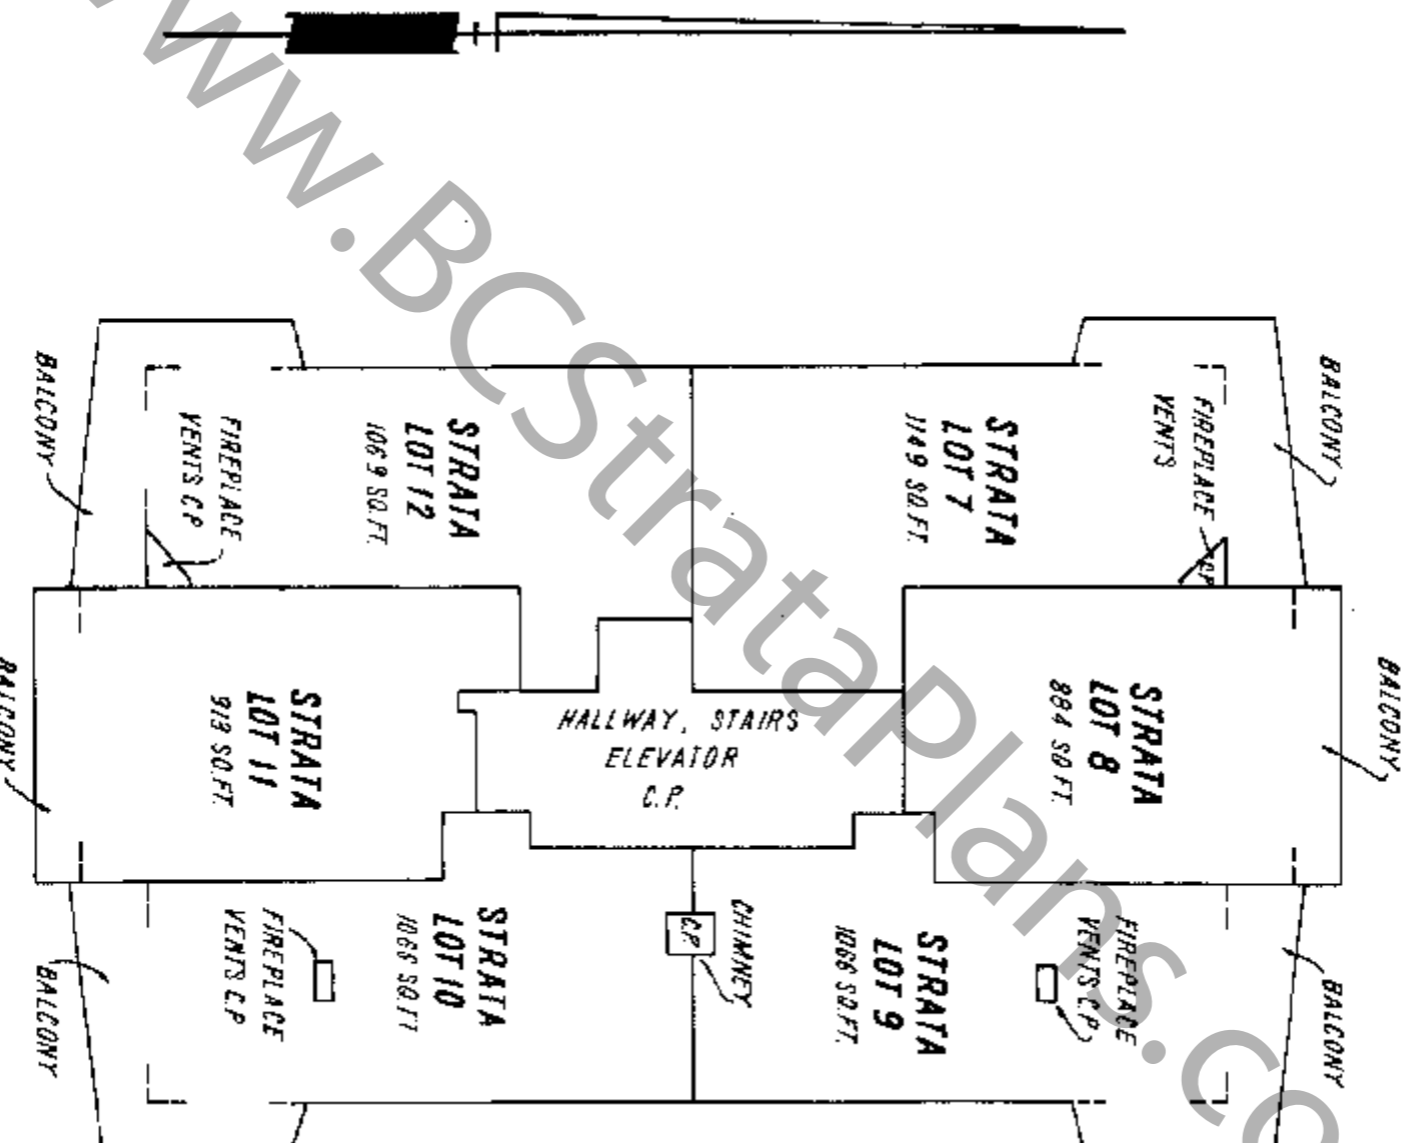 www.BCStrataPlans.co
BALCONY
FIREPLACE
VENTS C.P
STRATA
LOT 12
1069 SQ.FT.
STRATA
LOT 7
1149 SQ.FT.
FIREPLACE
VENTS
C.P.
BALCONY
BALCONY
STRATA
LOT 11
913 SQ.FT.
HALLWAY, STAIRS
ELEVATOR
C.P.
STRATA
LOT 8
884 SQ.FT.
BALCONY
BALCONY
FIREPLACE
VENTS C.P
STRATA
LOT 10
1066 SQ.FT
CHIMNEY
C.P.
STRATA
LOT 9
1066 SQ.FT.
FIREPLACE
VENTS C.P
BALCONY